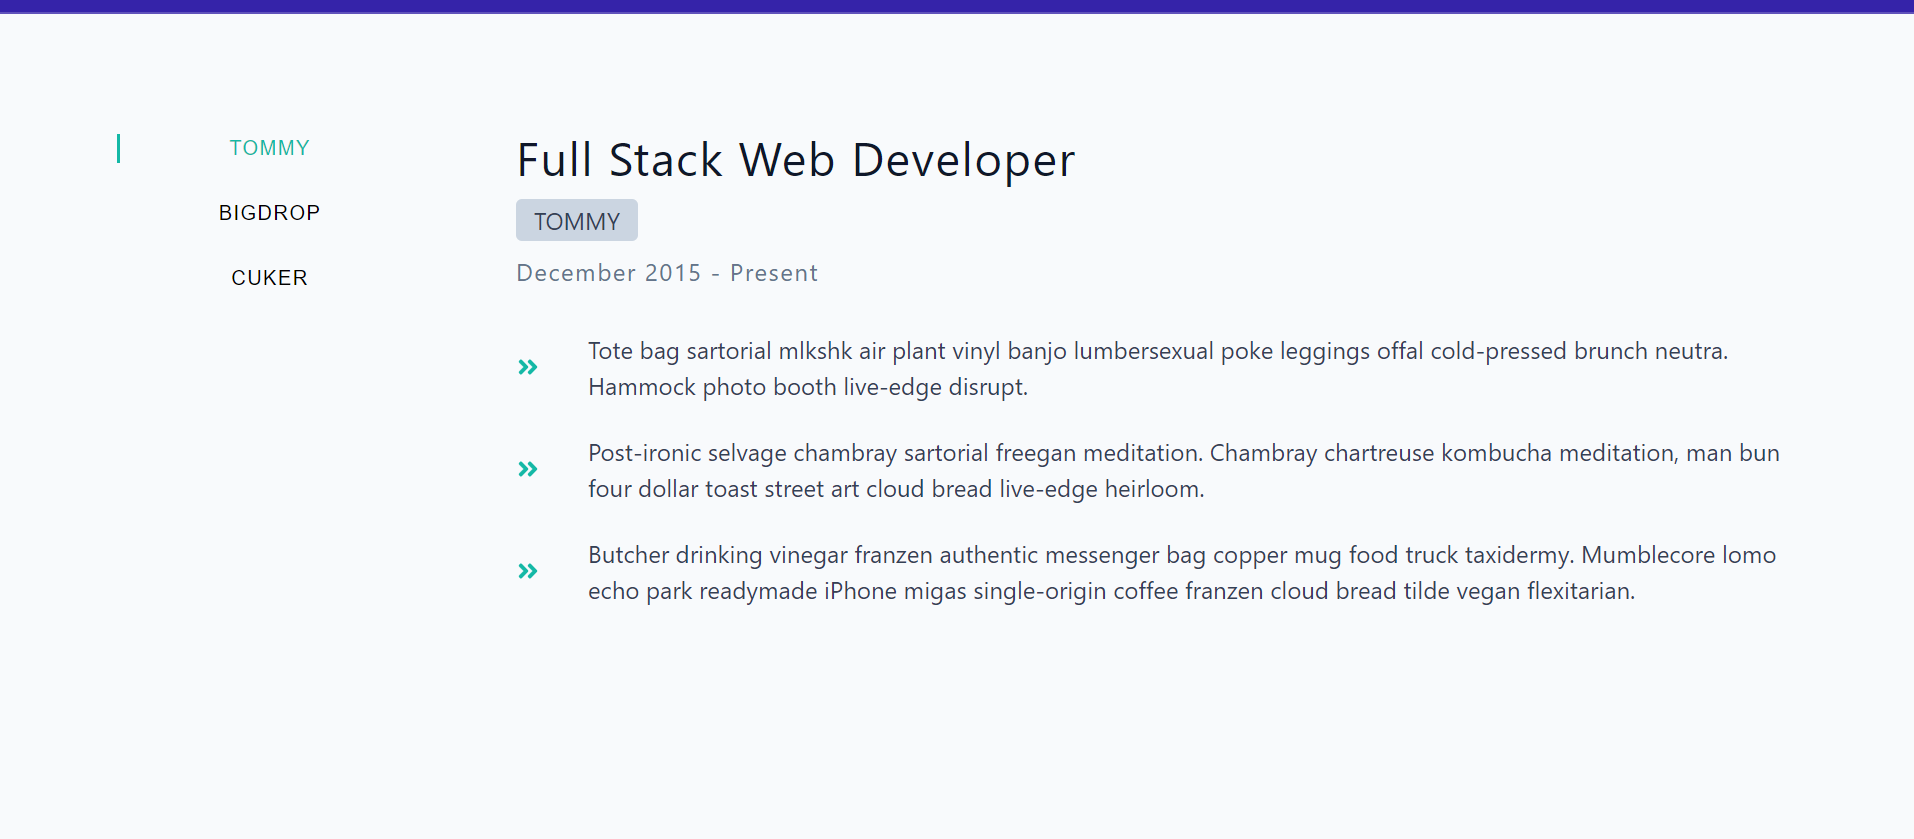 TOMMY
BIGDROP
CUKER
Full Stack Web Developer
TOMMY
December 2015 - Present
Tote bag sartorial mlkshk air plant vinyl banjo lumbersexual poke leggings offal cold-pressed brunch neutra.
Hammock photo booth live-edge disrupt.
Post-ironic selvage chambray sartorial freegan meditation. Chambray chartreuse kombucha meditation, man bun
four dollar toast street art cloud bread live-edge heirloom.
Butcher drinking vinegar franzen authentic messenger bag copper mug food truck taxidermy. Mumblecore lomo
echo park readymade iPhone migas single-origin coffee franzen cloud bread tilde vegan flexitarian.